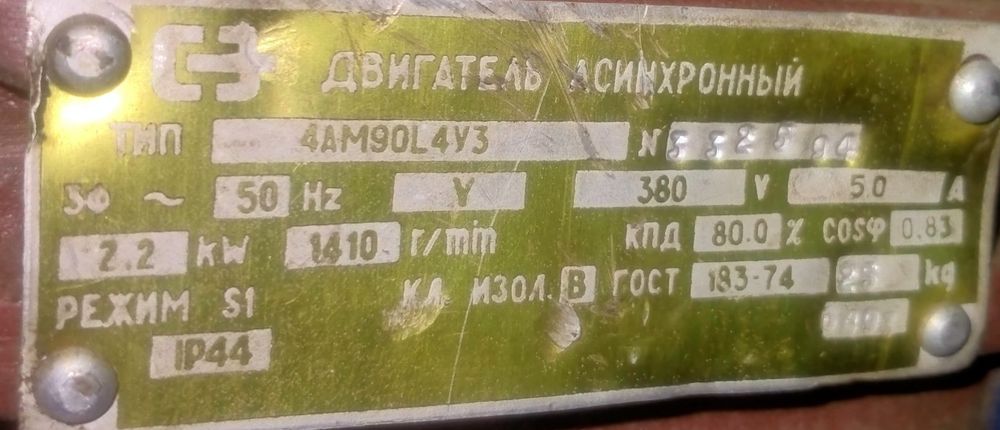 ДВИГАТЕЛЬ АСИНХРОННЫЙ
ТИП 4АМ90L4У3 N
3Ф ~ 50 Hz Y 380 V 5.0 A
2.2 kW 1410 r/min КПД 80.0 % COSφ 0.83
РЕЖИМ S1 КЛ. ИЗОЛ. B ГОСТ 183-74 kg
IP44